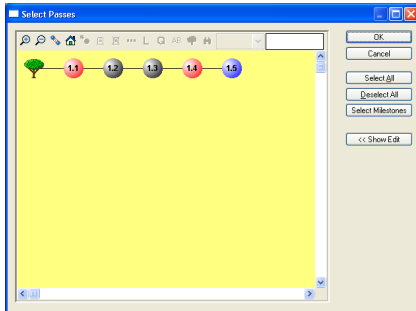 Select Passes
L G AB
1.1 1.2 1.3 1.4 1.5
OK
Cancel
Select All
Deselect All
Select Milestones
<< Show Edit